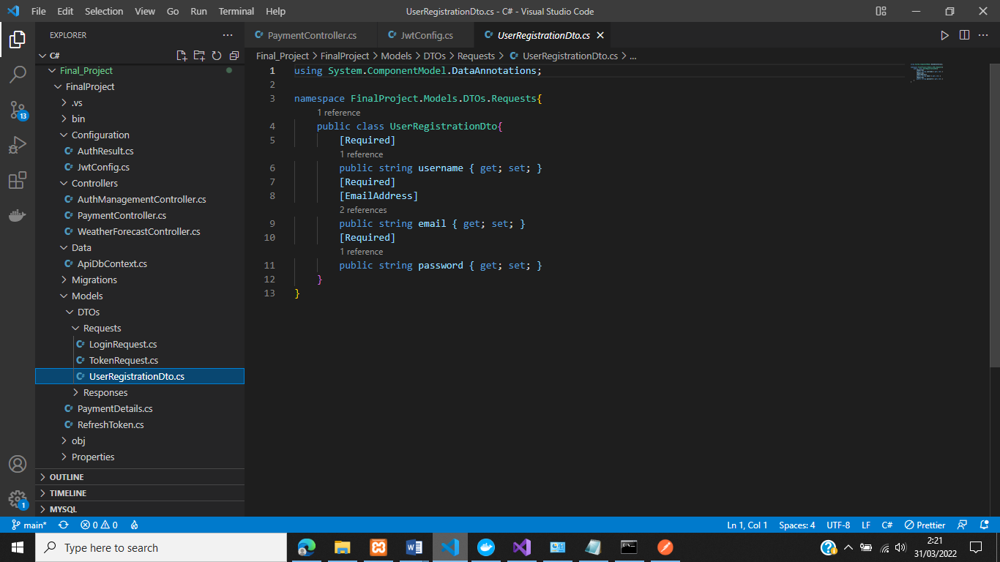 File Edit Selection View Go Run Terminal Help UserRegistrationDto.cs - C# - Visual Studio Code
EXPLORER
C#
Final_Project
FinalProject
.vs
bin
Configuration
C# AuthResult.cs
C# JwtConfig.cs
Controllers
C# AuthManagementController.cs
C# PaymentController.cs
C# WeatherForecastController.cs
Data
C# ApiDbContext.cs
Migrations
Models
DTOs
Requests
C# LoginRequest.cs
C# TokenRequest.cs
C# UserRegistrationDto.cs
Responses
C# PaymentDetails.cs
C# RefreshToken.cs
obj
Properties
OUTLINE
TIMELINE
MYSQL
13
1
C# PaymentController.cs C# JwtConfig.cs C# UserRegistrationDto.cs
Final_Project > FinalProject > Models > DTOs > Requests > C# UserRegistrationDto.cs > ...
1 using System.ComponentModel.DataAnnotations;
2
3 namespace FinalProject.Models.DTOs.Requests{
1 reference
4 public class UserRegistrationDto{
5 [Required]
1 reference
6 public string username { get; set; }
7 [Required]
8 [EmailAddress]
2 references
9 public string email { get; set; }
10 [Required]
1 reference
11 public string password { get; set; }
12 }
13 }
main* 0 0 Ln 1, Col 1 Spaces: 4 UTF-8 LF C# Prettier
Type here to search
2:21
31/03/2022